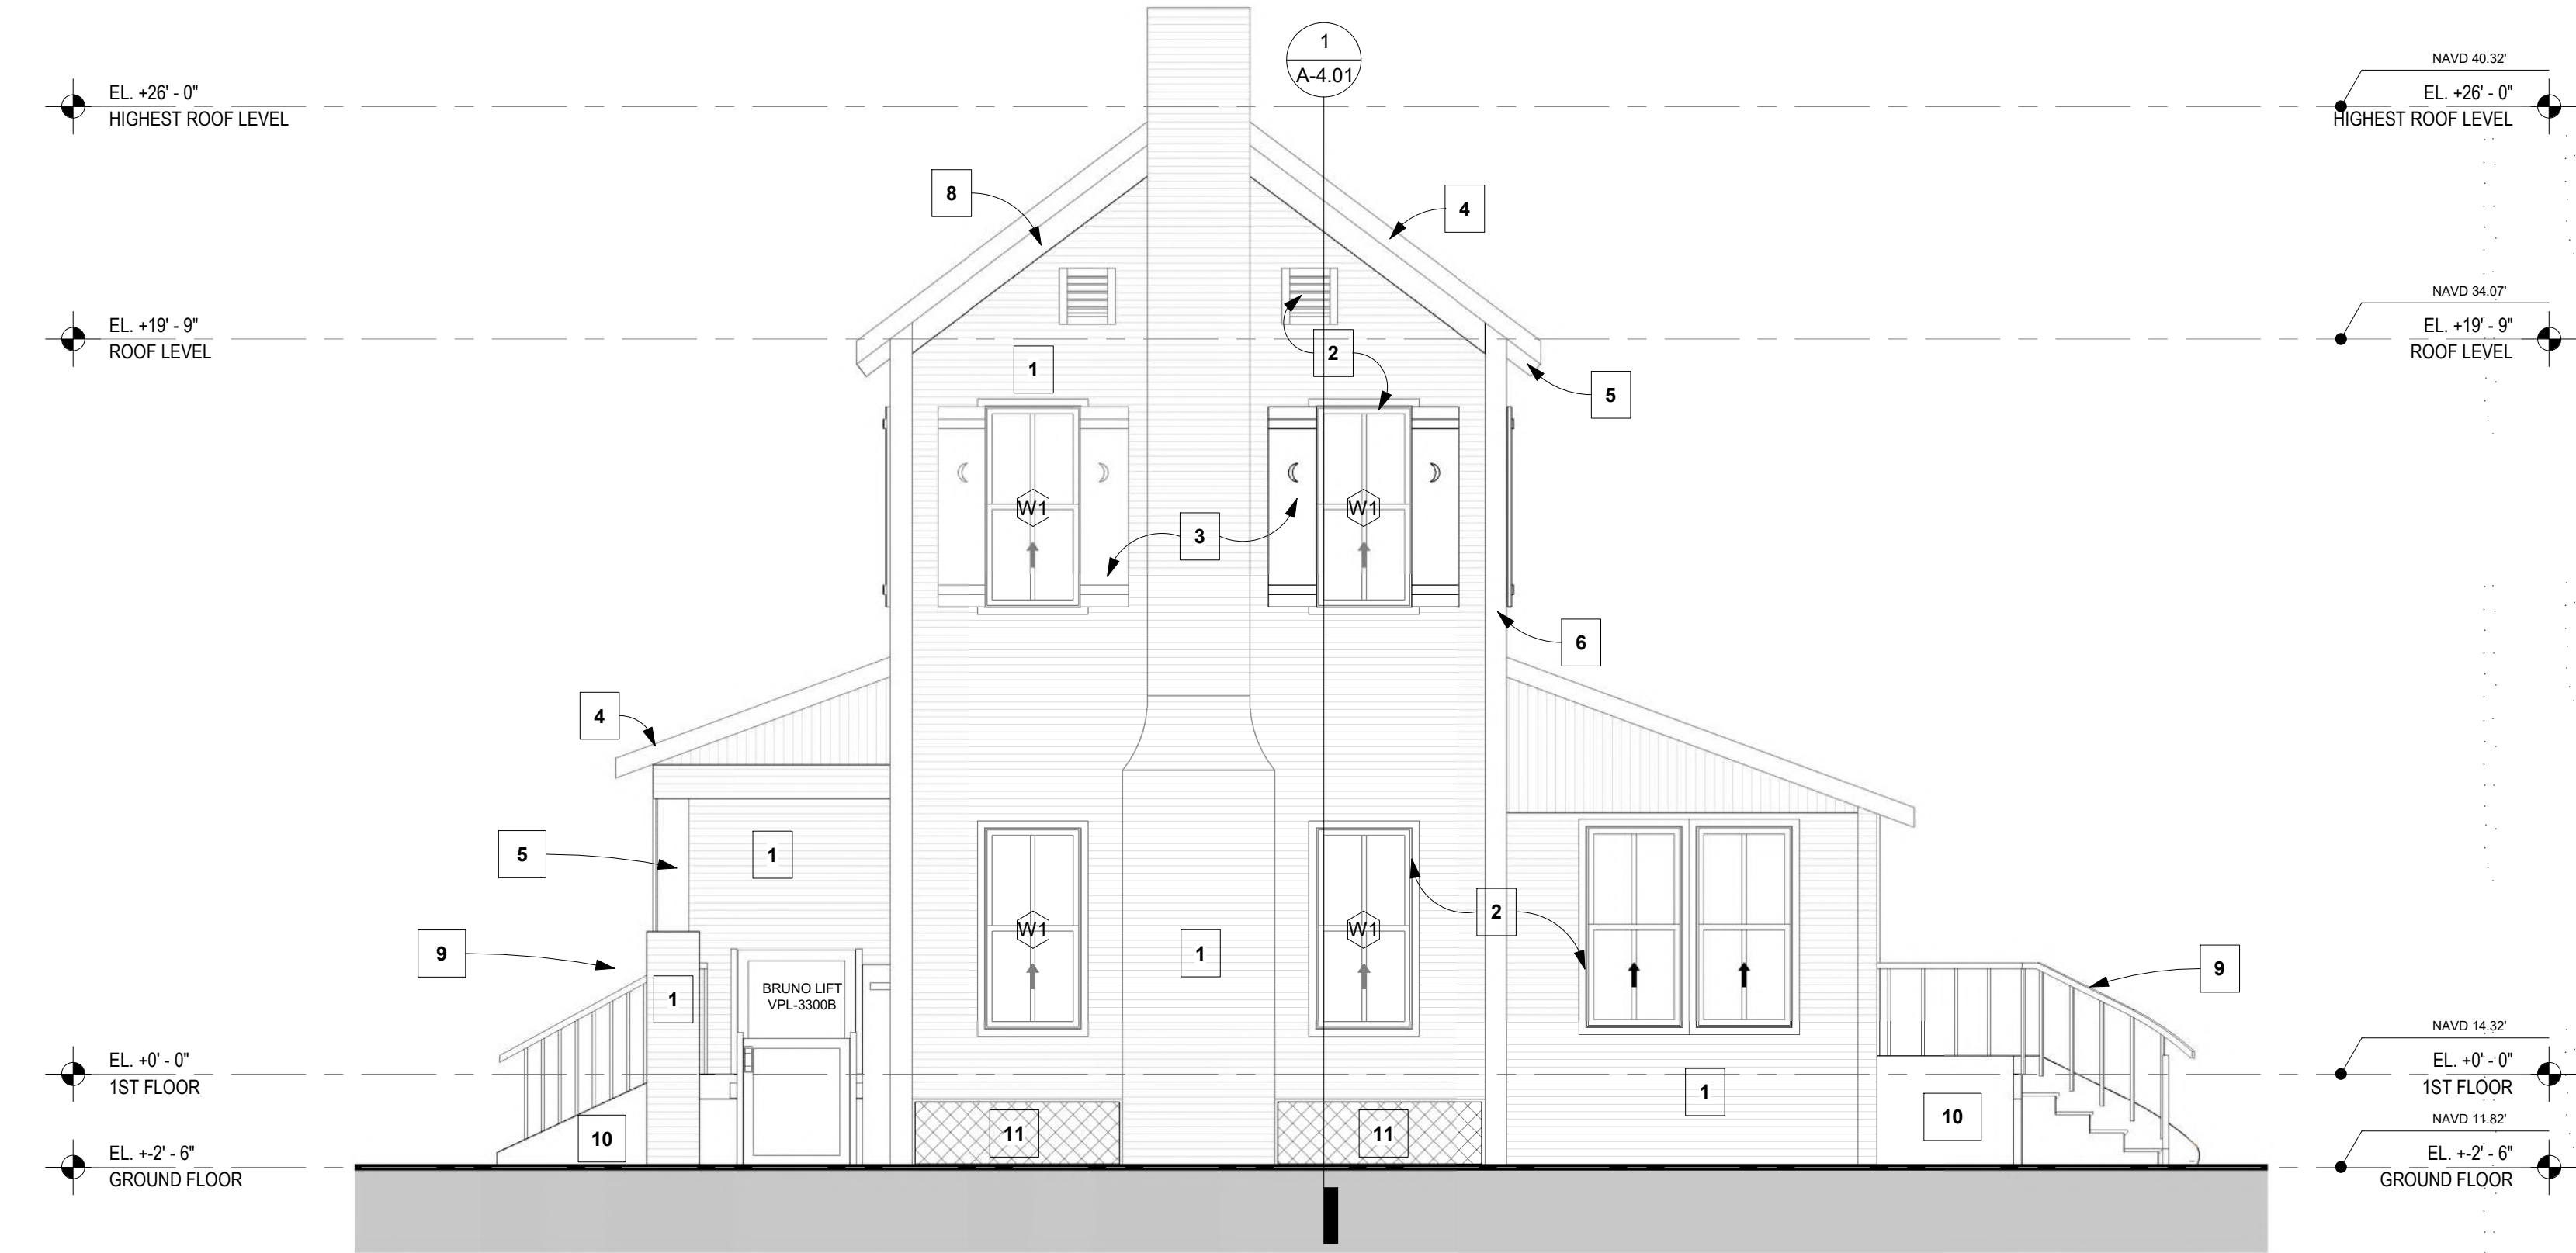 1
A-4.01
NAVD 40.32'
EL. +26' - 0"
HIGHEST ROOF LEVEL
EL. +26' - 0"
HIGHEST ROOF LEVEL
8
4
NAVD 34.07'
EL. +19' - 9"
ROOF LEVEL
EL. +19' - 9"
ROOF LEVEL
2
1
5
W1
W1
3
6
4
5
1
2
W1
W1
9
1
9
1
BRUNO LIFT
VPL-3300B
NAVD 14.32'
EL. +0' - 0"
1ST FLOOR
EL. +0' - 0"
1ST FLOOR
1
10
NAVD 11.82'
10
11
11
EL. +-2' - 6"
GROUND FLOOR
EL. +-2' - 6"
GROUND FLOOR